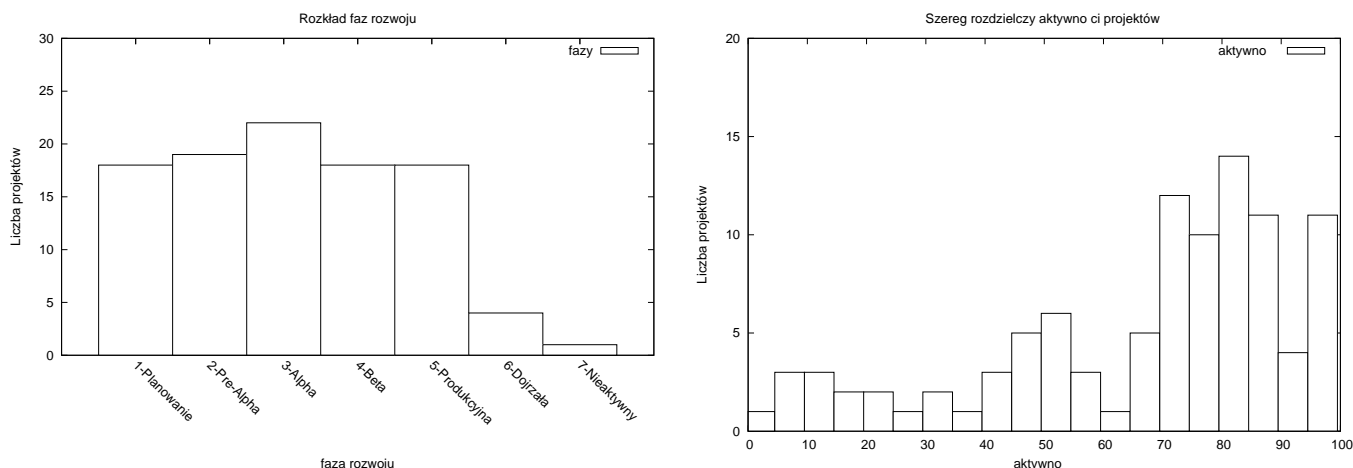 Rozkład faz rozwoju
fazy
Liczba projektów
30
25
20
15
10
5
0
1-Planowanie
2-Pre-Alpha
3-Alpha
4-Beta
5-Produkcyjna
6-Dojrzała
7-Nieaktywny
faza rozwoju
Szereg rozdzielczy aktywno ci projektów
aktywno
Liczba projektów
20
15
10
5
0
0 10 20 30 40 50 60 70 80 90 100
aktywno